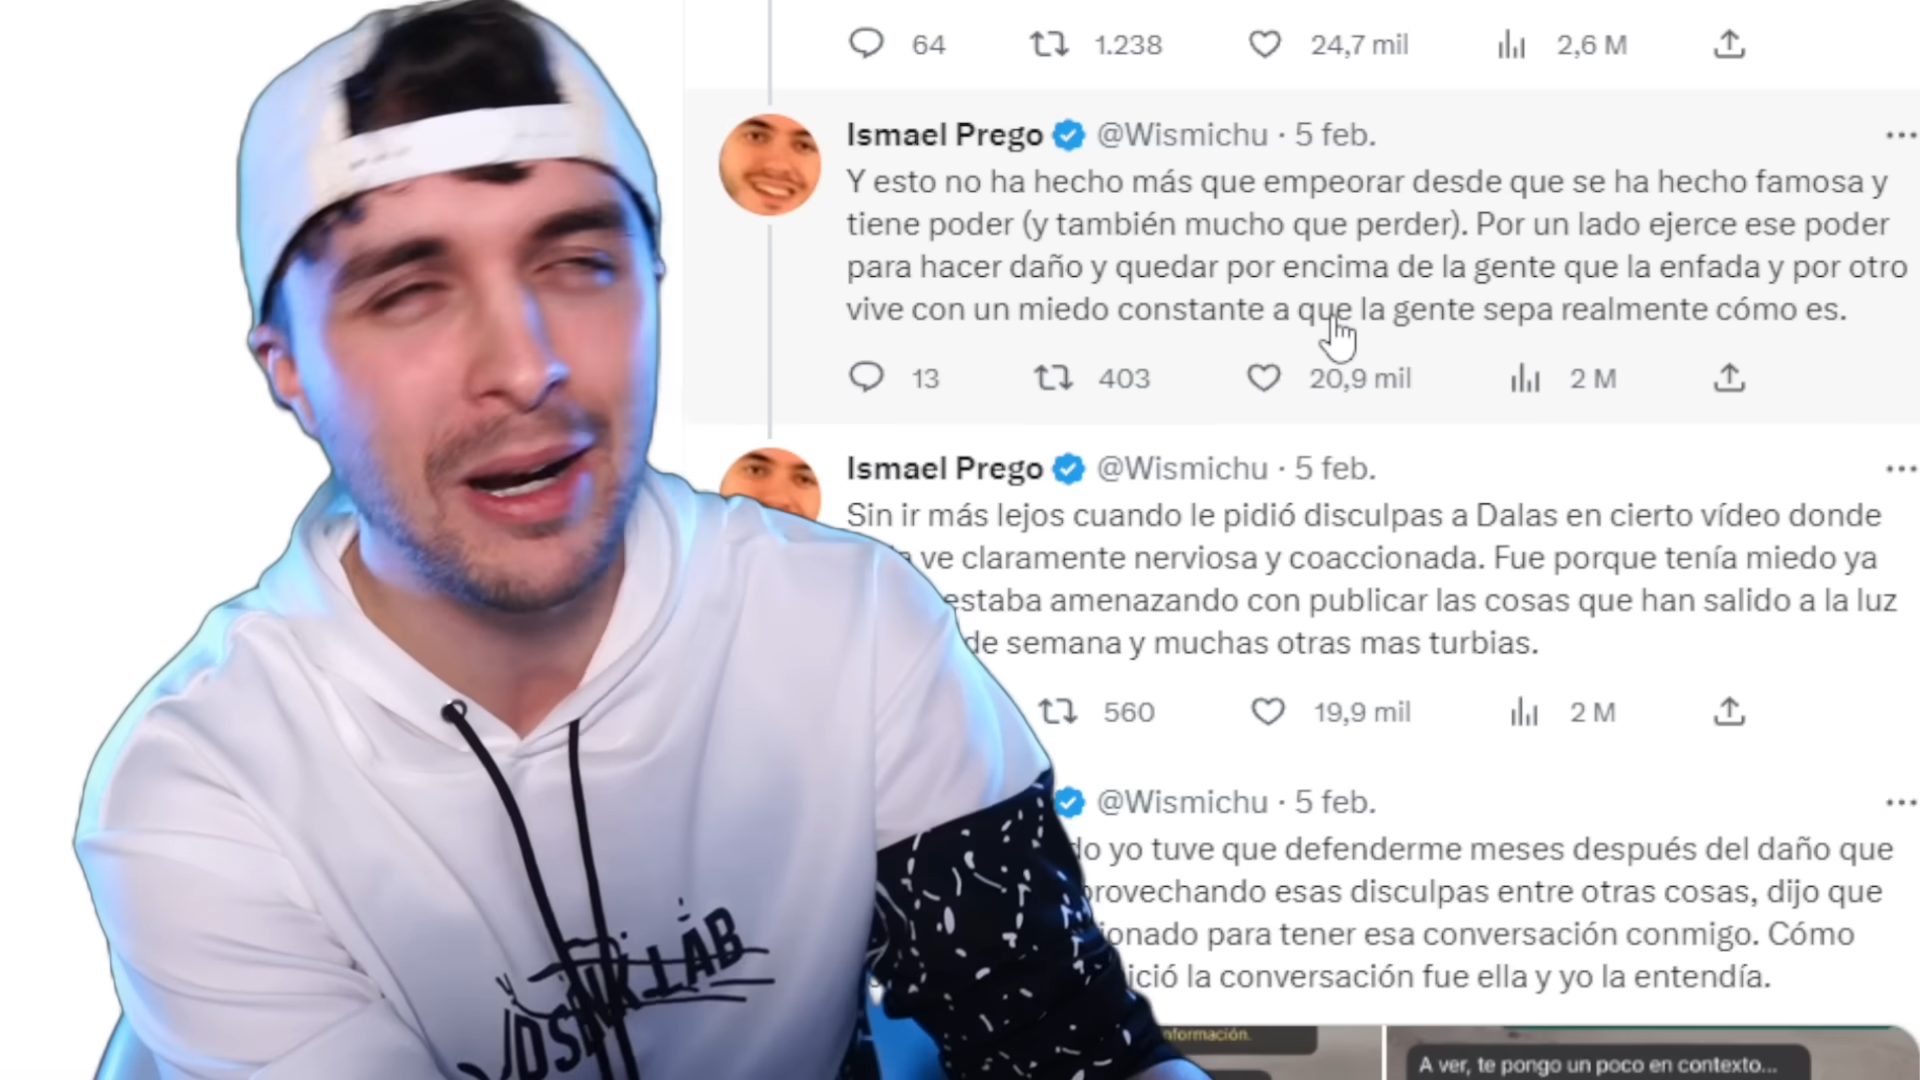 64 1.238 24,7 mil 2,6 M
Ismael Prego @Wismichu · 5 feb. ...
Y esto no ha hecho más que empeorar desde que se ha hecho famosa y
tiene poder (y también mucho que perder). Por un lado ejerce ese poder
para hacer daño y quedar por encima de la gente que la enfada y por otro
vive con un miedo constante a que la gente sepa realmente cómo es.
13 403 20,9 mil 2 M
Ismael Prego @Wismichu · 5 feb. ...
Sin ir más lejos cuando le pidió disculpas a Dalas en cierto vídeo donde
ve claramente nerviosa y coaccionada. Fue porque tenía miedo ya
estaba amenazando con publicar las cosas que han salido a la luz
de semana y muchas otras mas turbias.
560 19,9 mil 2 M
@Wismichu · 5 feb. ...
yo tuve que defenderme meses después del daño que
esas disculpas entre otras cosas, dijo que
para tener esa conversación conmigo. Cómo
la conversación fue ella y yo la entendía.
A ver, te pongo un poco en contexto...
LAB